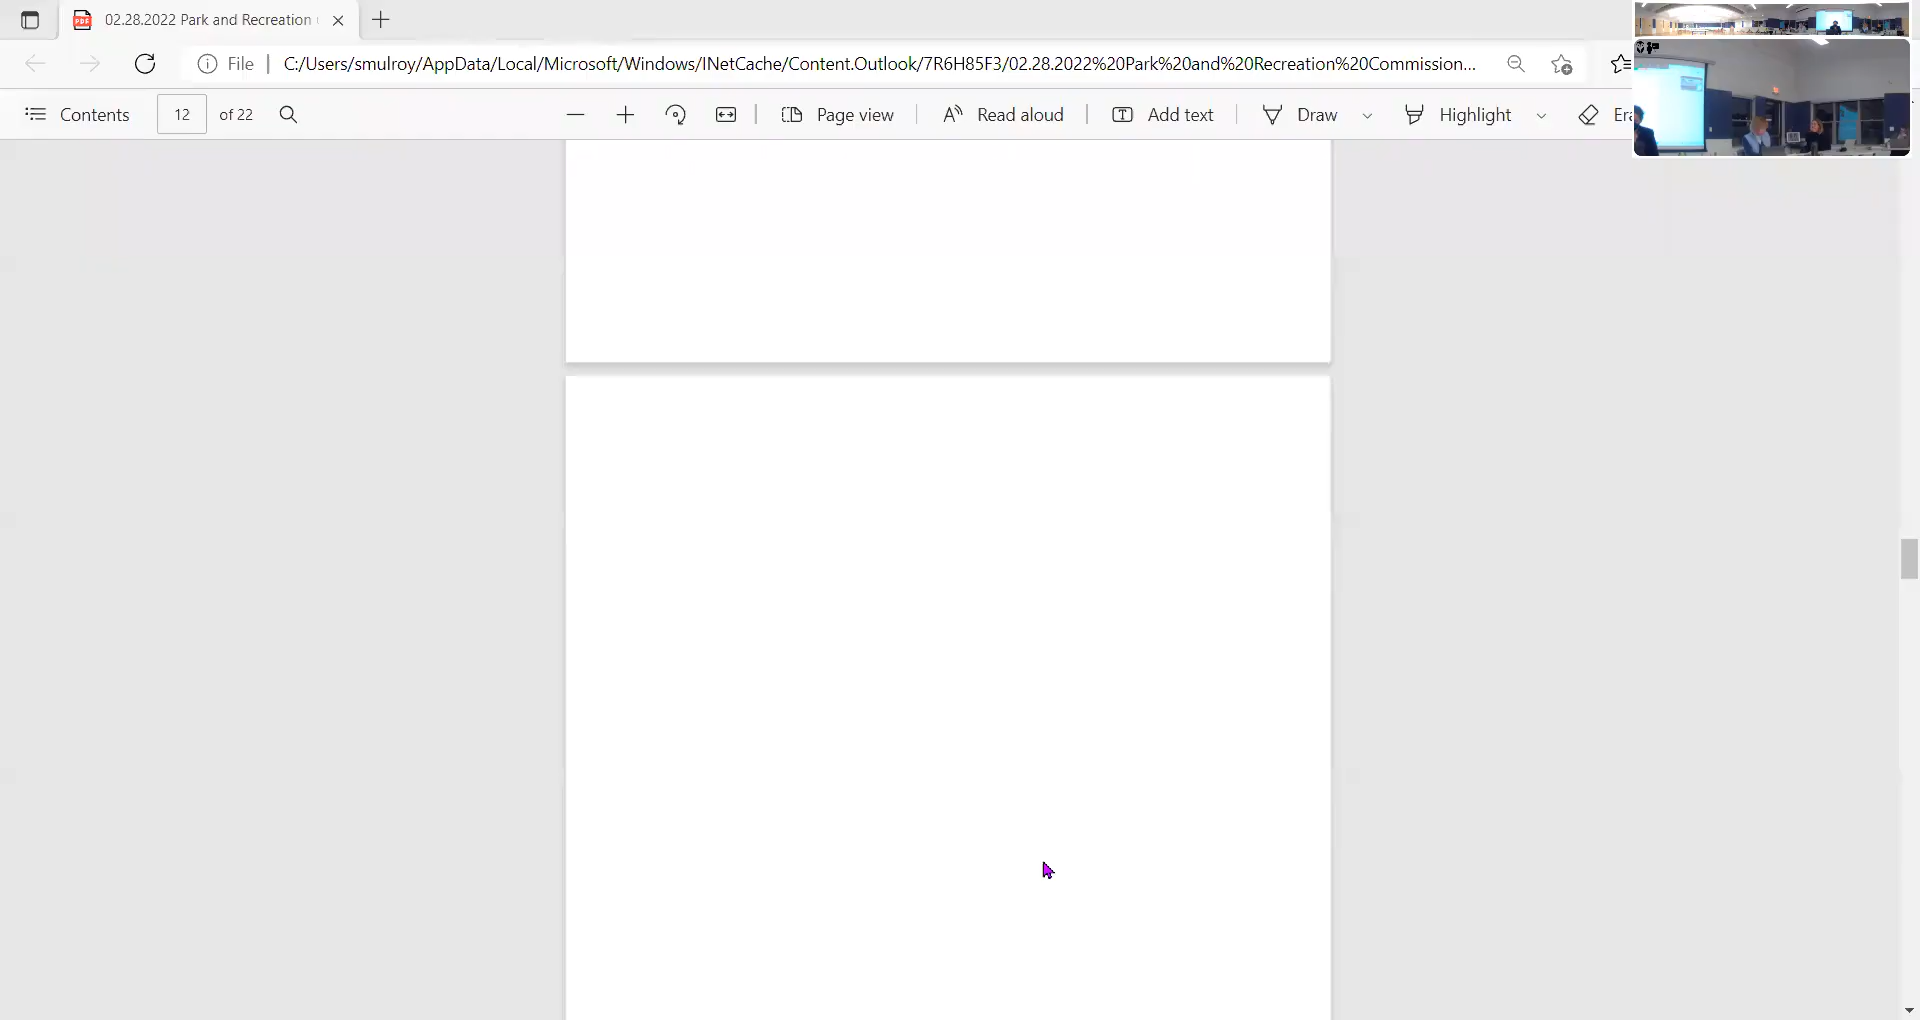 02.28.2022 Park and Recreation
File
C:/Users/smulroy/AppData/Local/Microsoft/Windows/INetCache/Content.Outlook/7R6H85F3/02.28.2022%20Park%20and%20Recreation%20Commission...
Contents
12
of 22
Page view
Read aloud
Add text
Draw
Highlight
Era